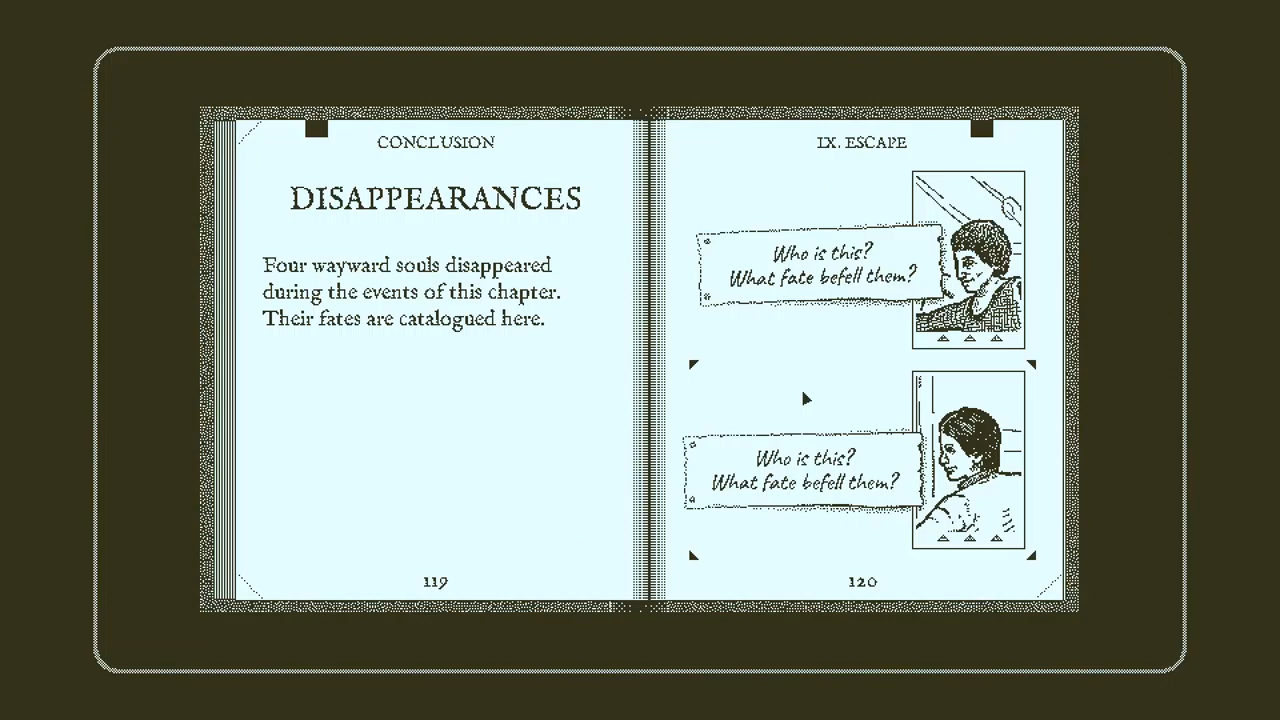 CONCLUSION
DISAPPEARANCES
Four wayward souls disappeared
during the events of this chapter.
Their fates are catalogued here.
119
IX. ESCAPE
Who is this?
What fate befell them?
Who is this?
What fate befell them?
120